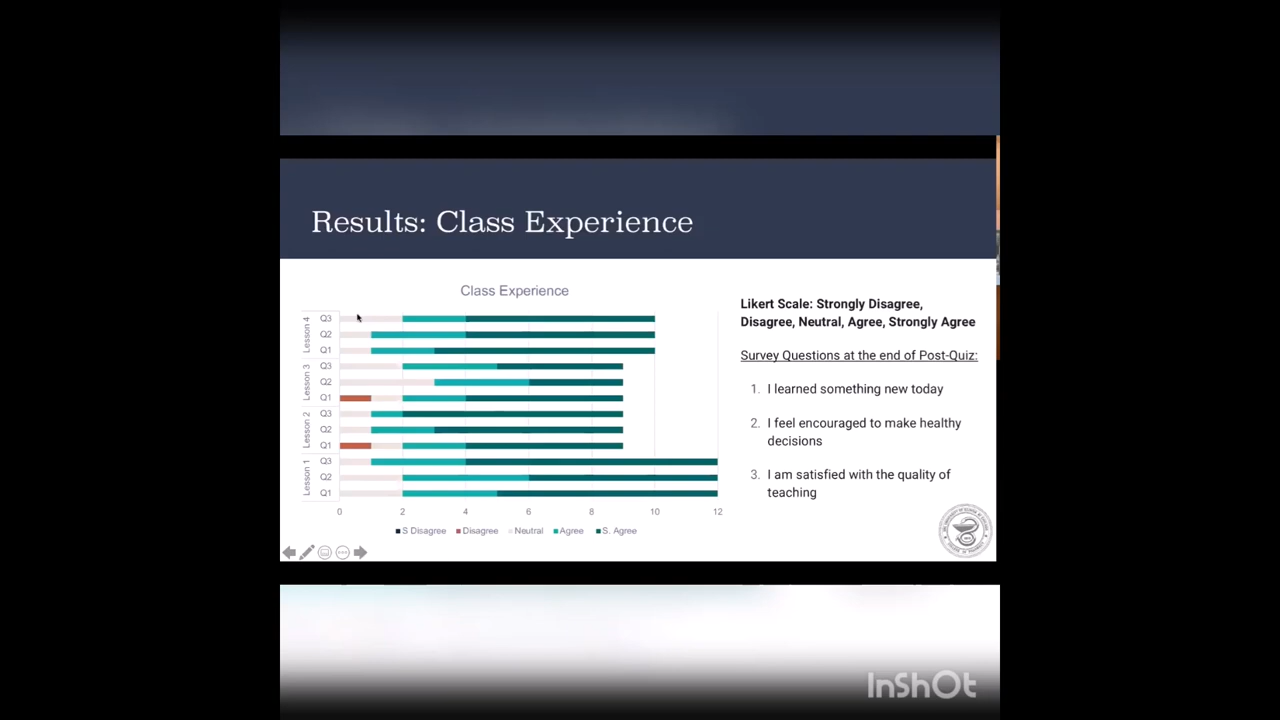 Results: Class Experience
Class Experience
Lesson 4
Q3
Q2
Q1
Lesson 3
Q3
Q2
Q1
Lesson 2
Q3
Q2
Q1
Lesson 1
Q3
Q2
Q1
0 2 4 6 8 10 12
S Disagree Disagree Neutral Agree S. Agree
Likert Scale: Strongly Disagree,
Disagree, Neutral, Agree, Strongly Agree
Survey Questions at the end of Post-Quiz:
1. I learned something new today
2. I feel encouraged to make healthy
decisions
3. I am satisfied with the quality of
teaching
InShOt